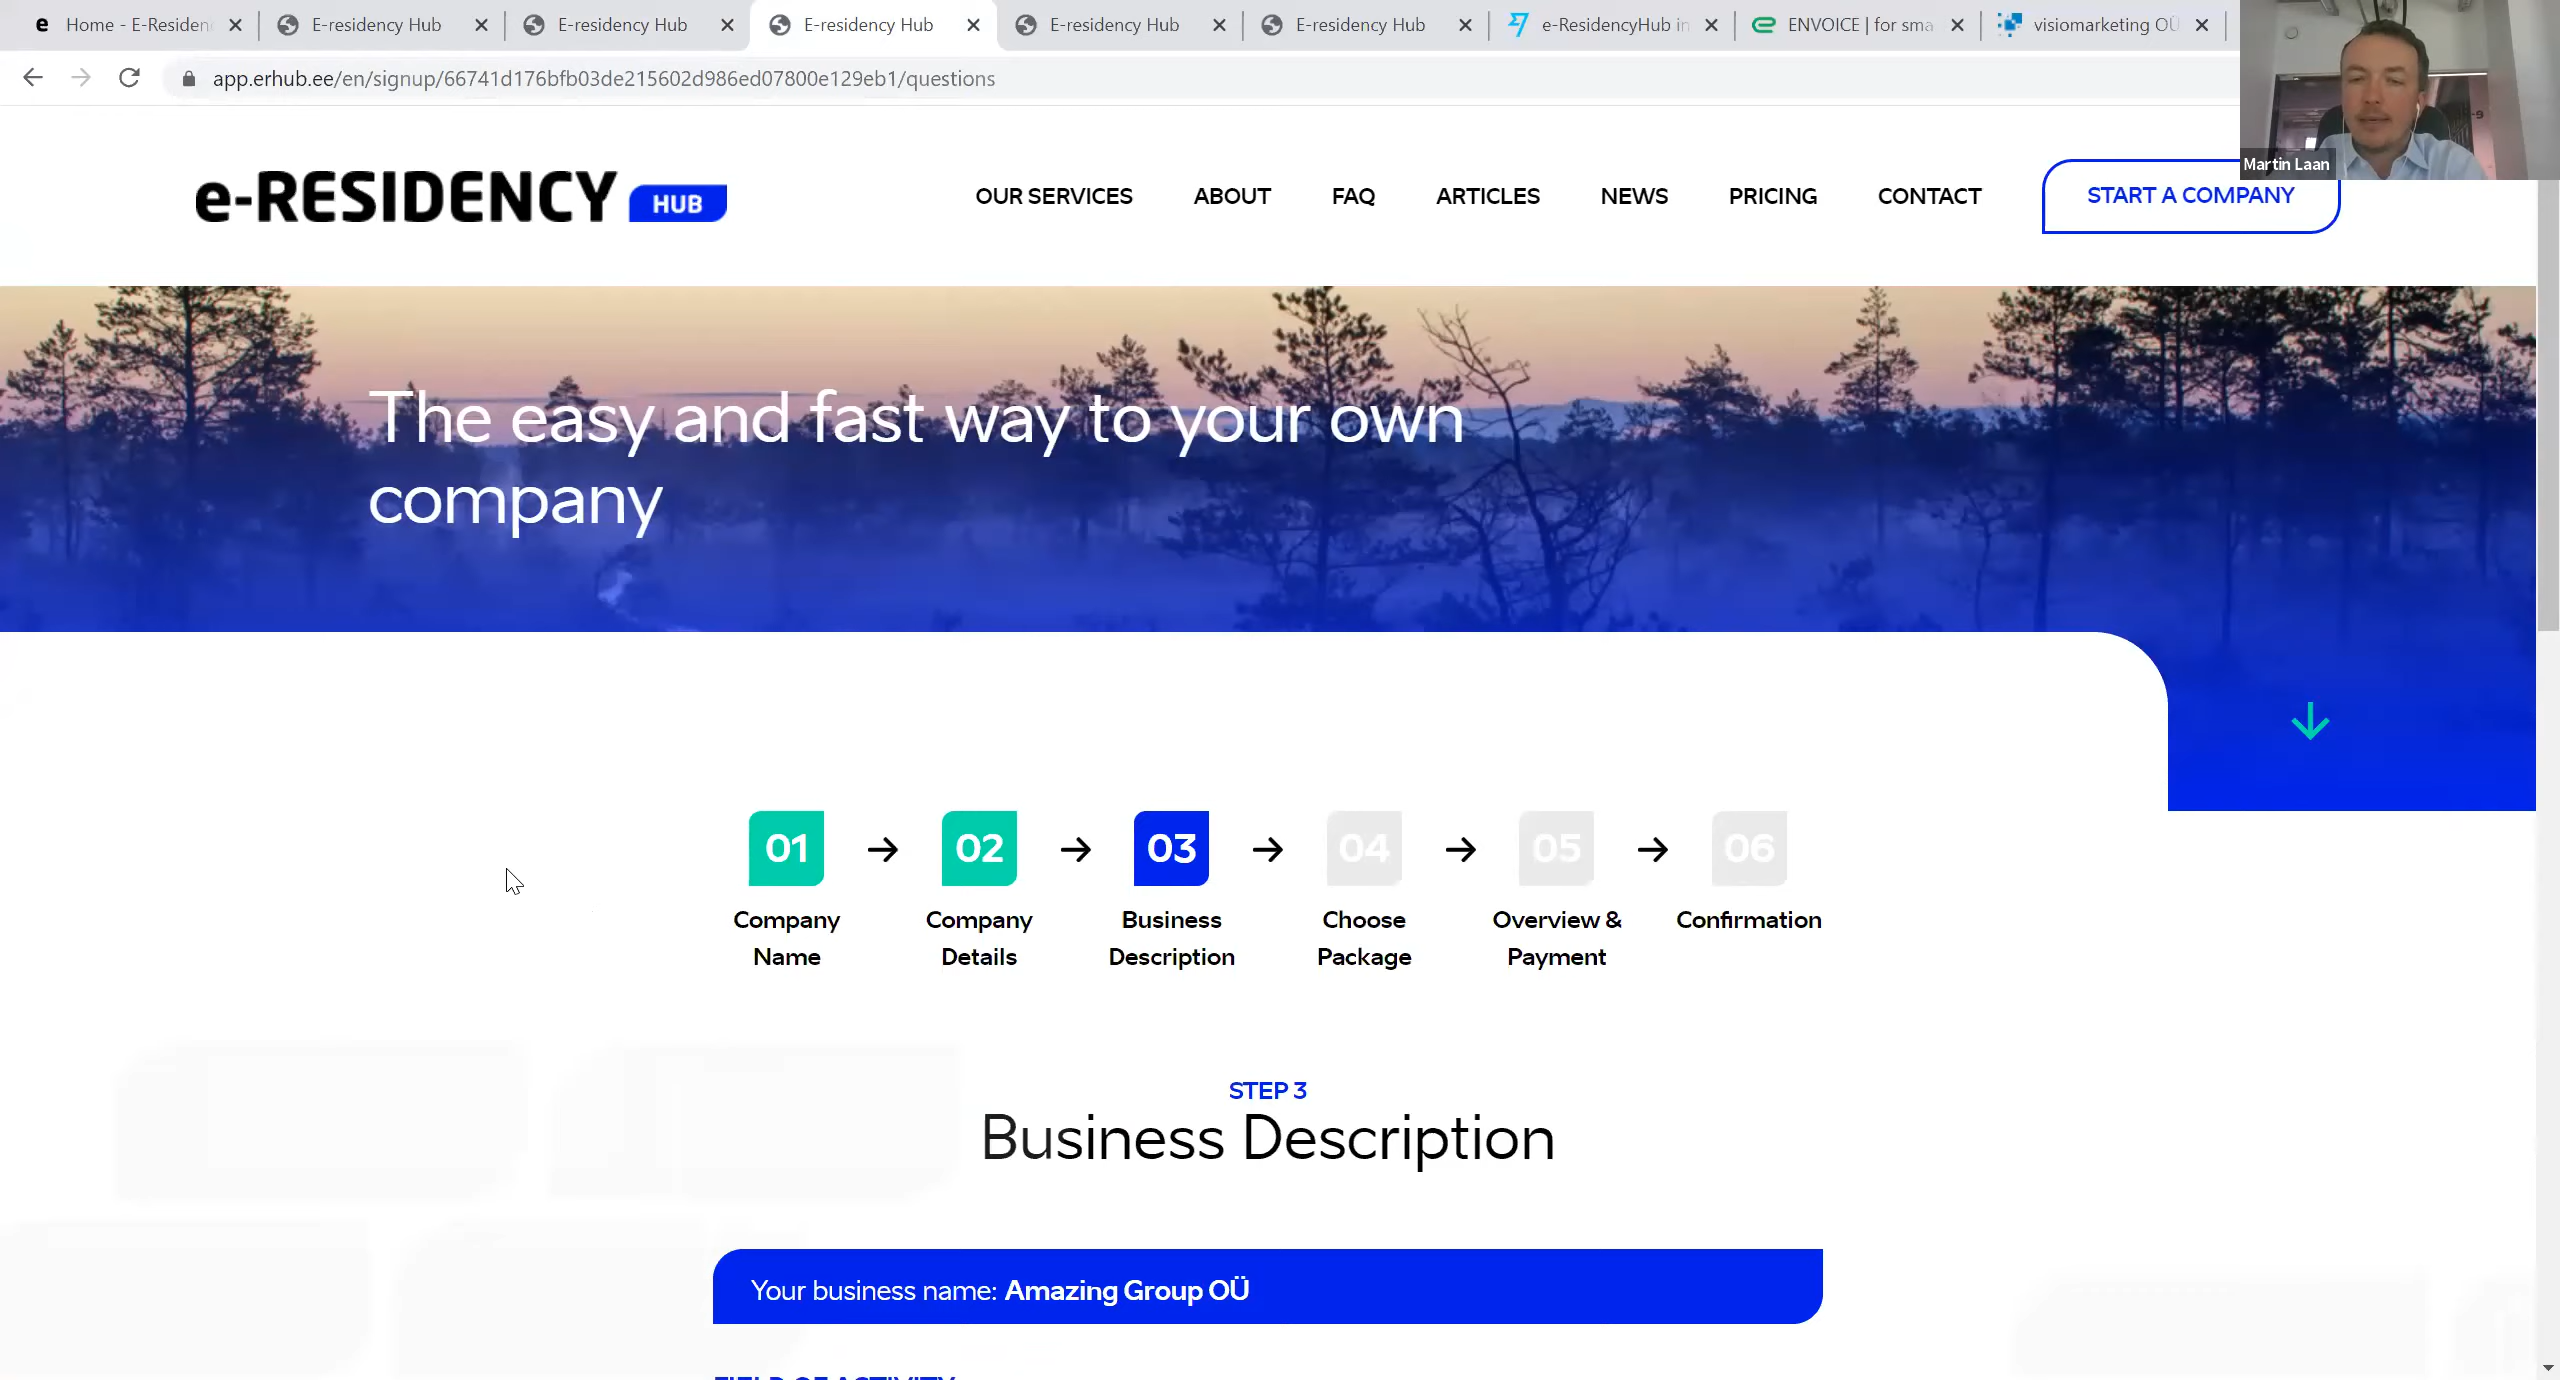 Home - E-Residen
E-residency Hub
E-residency Hub
E-residency Hub
E-residency Hub
E-residency Hub
e-ResidencyHub in
ENVOICE | for sma
visiomarketing OÜ
app.erhub.ee/en/signup/66741d176bfb03de215602d986ed07800e129eb1/questions
Martin Laan
e-RESIDENCY HUB
OUR SERVICES
ABOUT
FAQ
ARTICLES
NEWS
PRICING
CONTACT
START A COMPANY
The easy and fast way to your own
company
01
02
03
04
05
06
Company
Name
Company
Details
Business
Description
Choose
Package
Overview &
Payment
Confirmation
STEP 3
Business Description
Your business name: Amazing Group OÜ
FIELD OF ACTIVITY